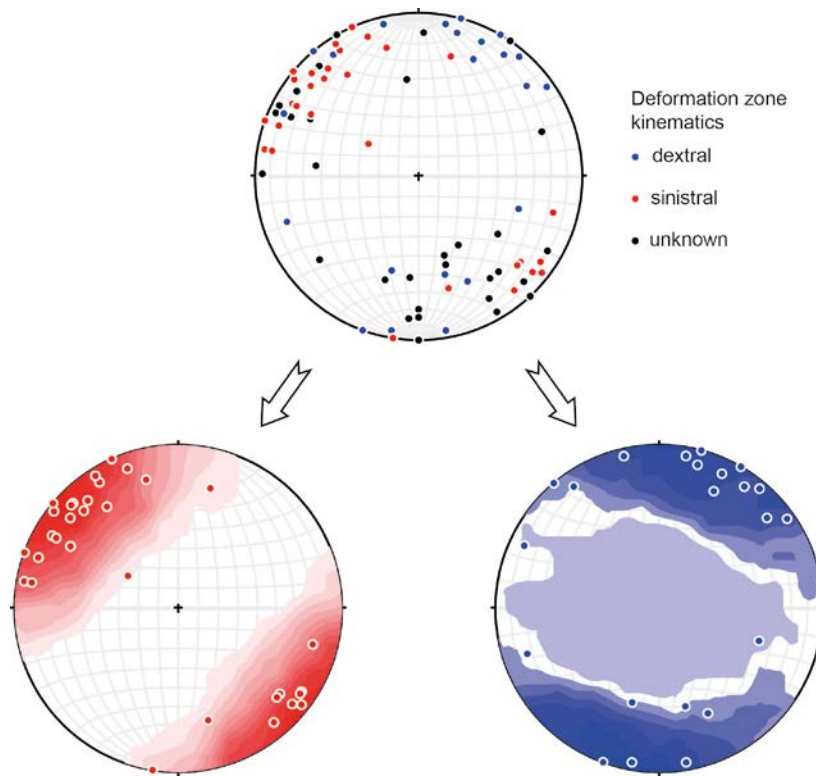 Deformation zone
kinematics
dextral
sinistral
unknown